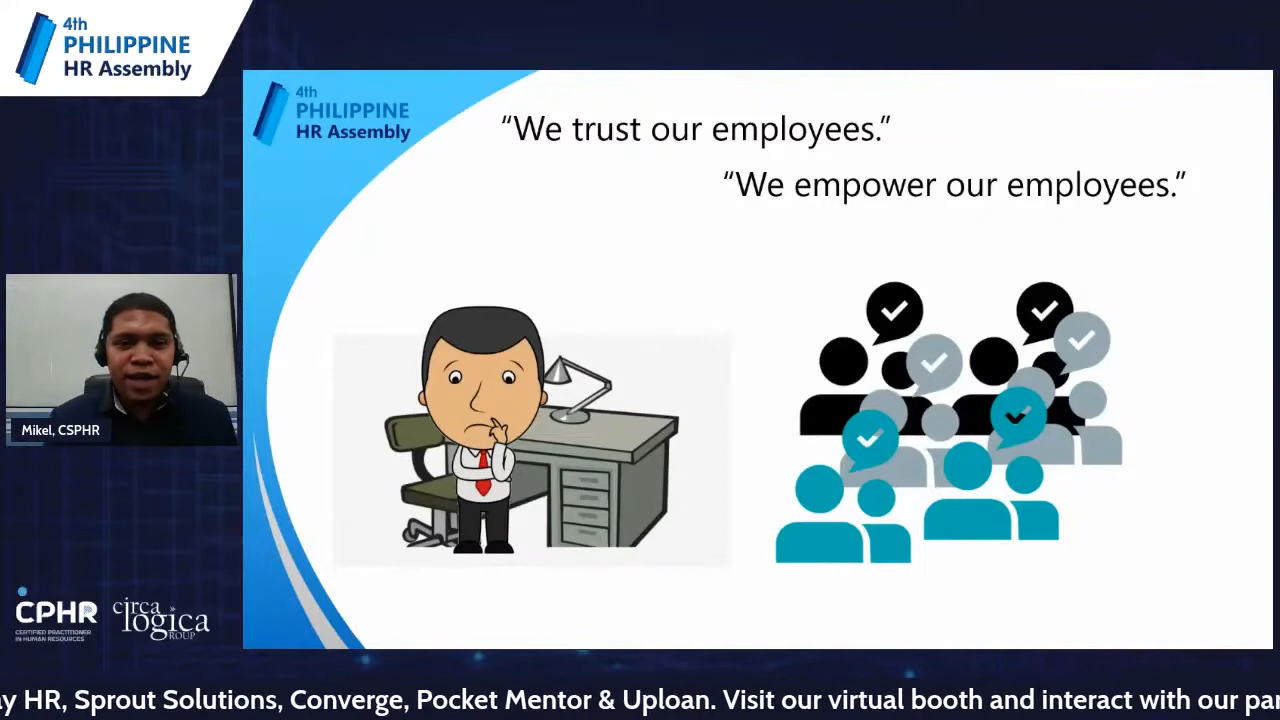 4th
PHILIPPINE
HR Assembly
4th
PHILIPPINE
HR Assembly
“We trust our employees.”
“We empower our employees.”
Mikel, CSPHR
CPHR
CERTIFIED PRACTITIONER
IN HUMAN RESOURCES
circa
logica
GROUP
HR, Sprout Solutions, Converge, Pocket Mentor & Uploan. Visit our virtual booth and interact with our